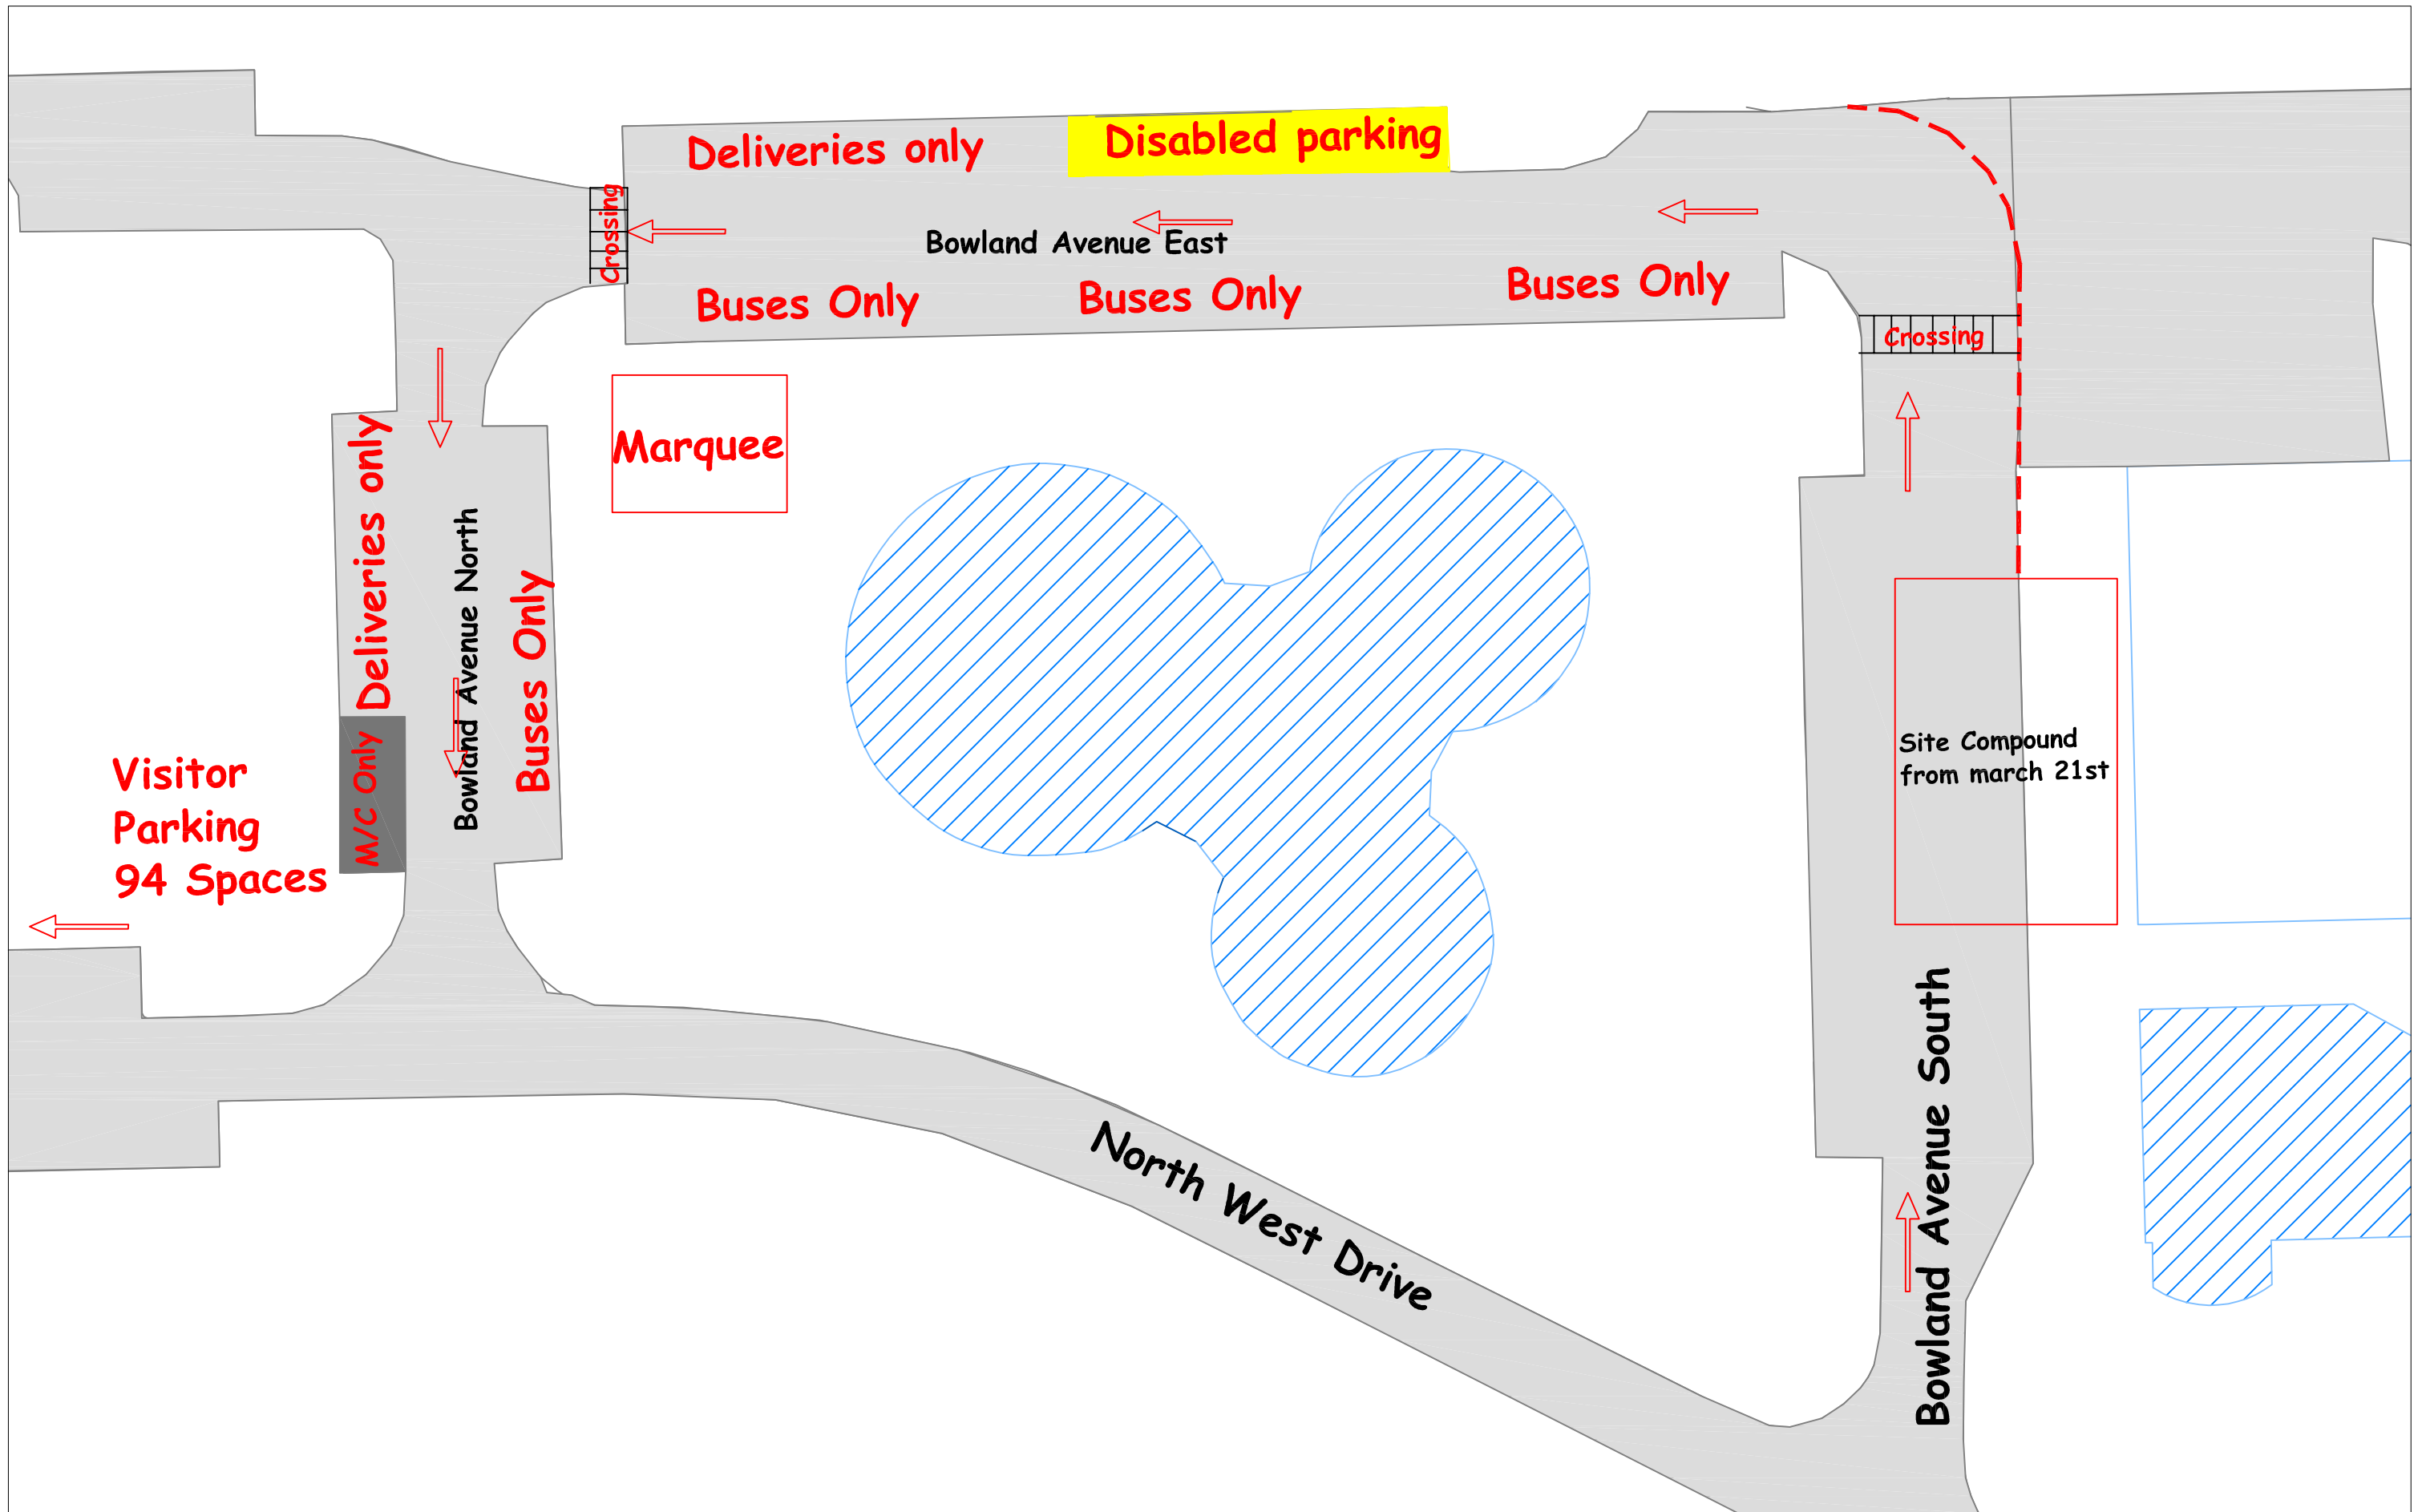 Deliveries only
Disabled parking
Crossing
Bowland Avenue East
Buses Only
Buses Only
Buses Only
Crossing
Marquee
Deliveries only
Bowland Avenue North
Buses Only
M/C Only
Visitor
Parking
94 Spaces
Site Compound
from march 21st
Bowland Avenue South
North West Drive